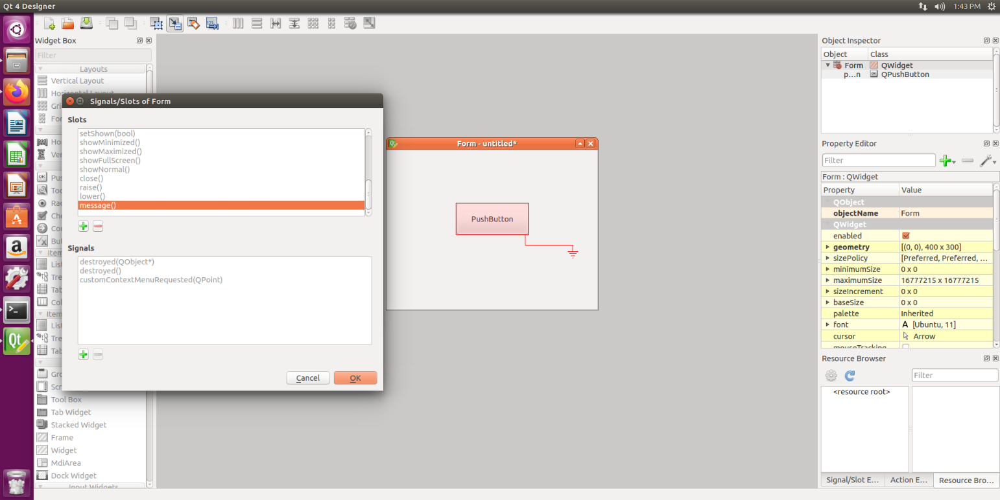 Qt 4 Designer
1:43 PM
Widget Box
Filter
Layouts
Vertical Layout
Horizontal Layout
Gri
For
Ho
Ver
OK Pus
Too
Rad
Che
Co
But
Item
List
Tre
Tab
Col
Item
List
Tre
Tab
Gro
Scr
Tool Box
Tab Widget
Stacked Widget
Frame
Widget
MdlArea
Dock Widget
Input Widgets
Signals/Slots of Form
Slots
setShown(bool)
showMinimized()
showMaximized()
showFullScreen()
showNormal()
close()
raise()
lower()
message()
Signals
destroyed(QObject*)
destroyed()
customContextMenuRequested(QPoint)
Cancel
OK
Form - untitled*
PushButton
Object Inspector
Object Class
Form QWidget
p...n QPushButton
Property Editor
Filter
Form : QWidget
Property Value
QObject
objectName Form
QWidget
enabled
geometry [(0, 0), 400 x 300]
sizePolicy [Preferred, Preferred, ...
minimumSize 0 x 0
maximumSize 16777215 x 16777215
sizeIncrement 0 x 0
baseSize 0 x 0
palette Inherited
font A [Ubuntu, 11]
cursor Arrow
mouseTracking
Resource Browser
Filter
<resource root>
Signal/Slot E... Action E... Resource Bro...